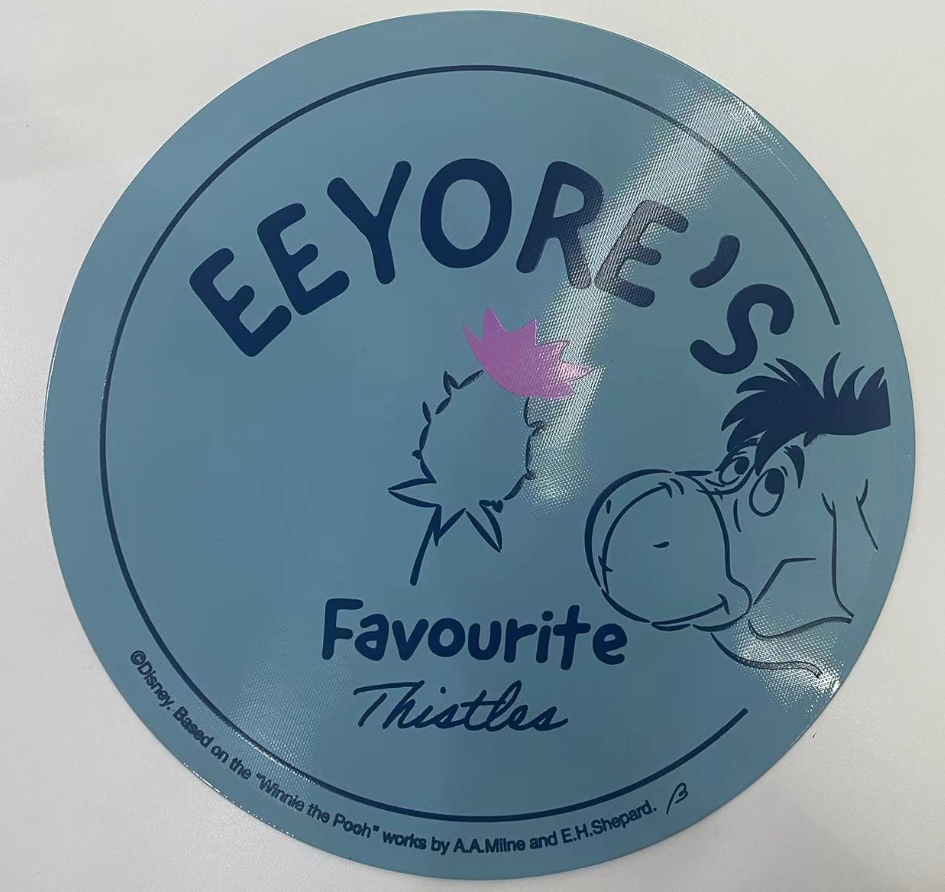 EEYORE'S
Favourite
Thistles
©Disney. Based on the "Winnie the Pooh" works by A.A.Milne and E.H.Shepard.